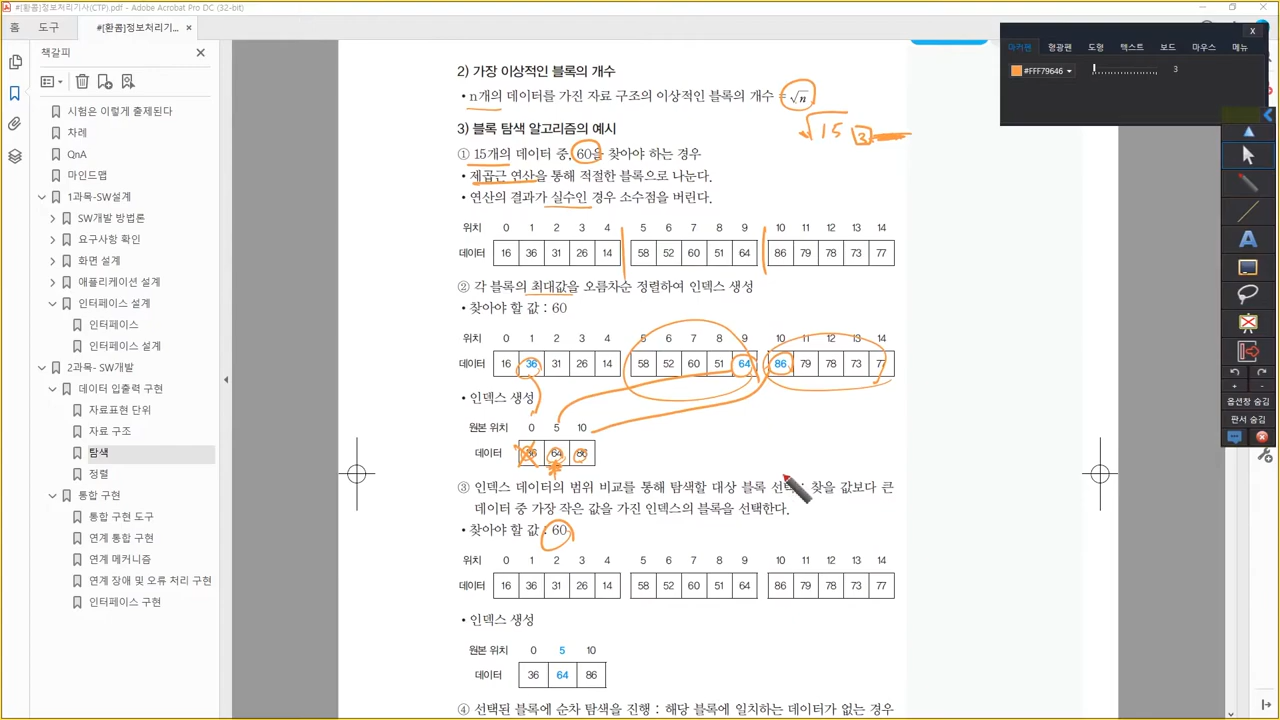 #[환콤]정보처리기사(CTP).pdf - Adobe Acrobat Pro DC (32-bit)
홈 도구 #[환콤]정보처리기... ×
책갈피
시험은 이렇게 출제된다
차례
QnA
마인드맵
1과목-SW설계
SW개발 방법론
요구사항 확인
화면 설계
애플리케이션 설계
인터페이스 설계
인터페이스
인터페이스 설계
2과목- SW개발
데이터 입출력 구현
자료표현 단위
자료 구조
탐색
정렬
통합 구현
통합 구현 도구
연계 통합 구현
연계 메커니즘
연계 장애 및 오류 처리 구현
인터페이스 구현
2) 가장 이상적인 블록의 개수
• n개의 데이터를 가진 자료 구조의 이상적인 블록의 개수 = √n
√15 3
3) 블록 탐색 알고리즘의 예시
① 15개의 데이터 중, 60을 찾아야 하는 경우
• 제곱근 연산을 통해 적절한 블록으로 나눈다.
• 연산의 결과가 실수인 경우 소수점을 버린다.
위치 0 1 2 3 4 5 6 7 8 9 10 11 12 13 14
데이터 16 36 31 26 14 58 52 60 51 64 86 79 78 73 77
② 각 블록의 최대값을 오름차순 정렬하여 인덱스 생성
• 찾아야 할 값 : 60
위치 0 1 2 3 4 5 6 7 8 9 10 11 12 13 14
데이터 16 36 31 26 14 58 52 60 51 64 86 79 78 73 77
• 인덱스 생성
원본 위치 0 5 10
데이터 36 64 86
③ 인덱스 데이터의 범위 비교를 통해 탐색할 대상 블록 선택 : 찾을 값보다 큰
데이터 중 가장 작은 값을 가진 인덱스의 블록을 선택한다.
• 찾아야 할 값 : 60
위치 0 1 2 3 4 5 6 7 8 9 10 11 12 13 14
데이터 16 36 31 26 14 58 52 60 51 64 86 79 78 73 77
• 인덱스 생성
원본 위치 0 5 10
데이터 36 64 86
④ 선택된 블록에 순차 탐색을 진행 : 해당 블록에 일치하는 데이터가 없는 경우
X
마카펜 형광펜 도형 텍스트 보드 마우스 메뉴
#FFF79646 3
A
옵션창 숨김
판서 숨김